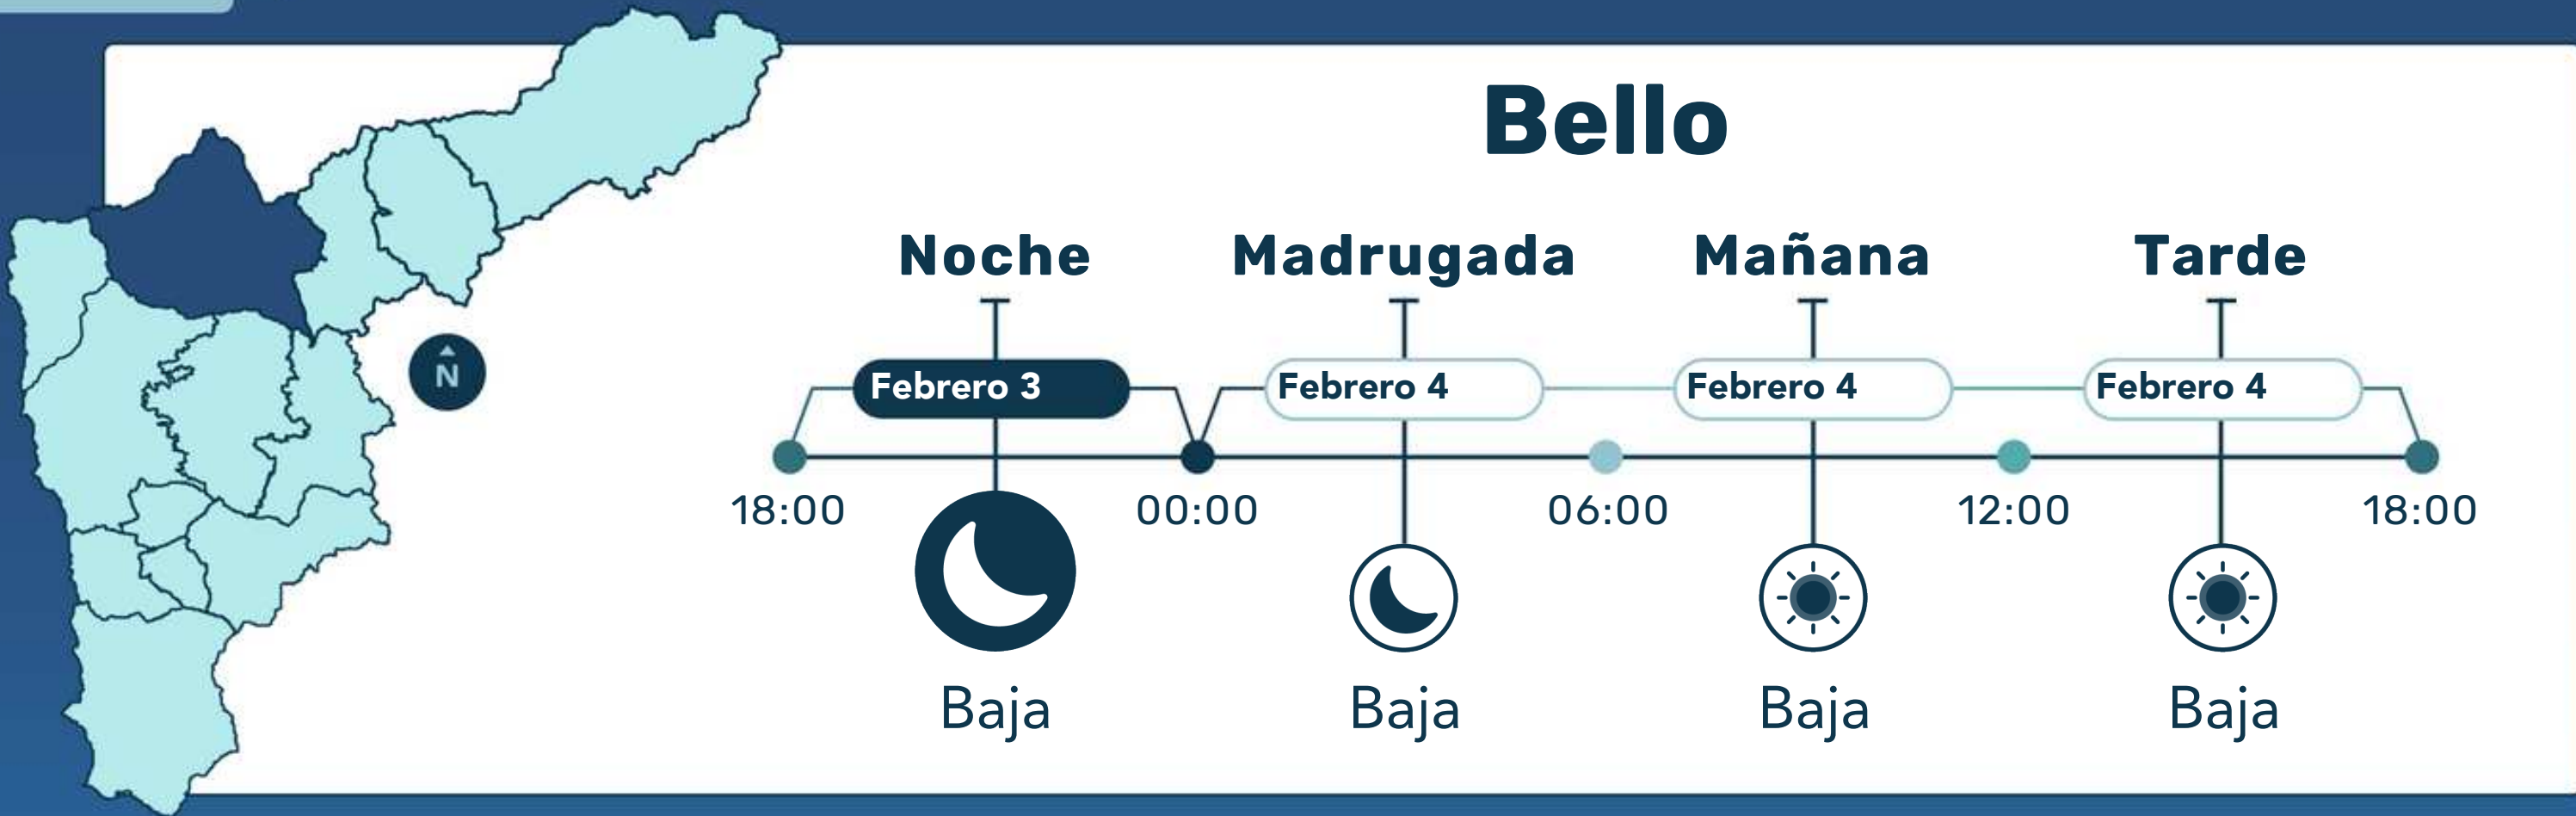 Bello
Noche Madrugada Mañana Tarde
Febrero 3 Febrero 4 Febrero 4 Febrero 4
N
18:00 00:00 06:00 12:00 18:00
Baja Baja Baja Baja